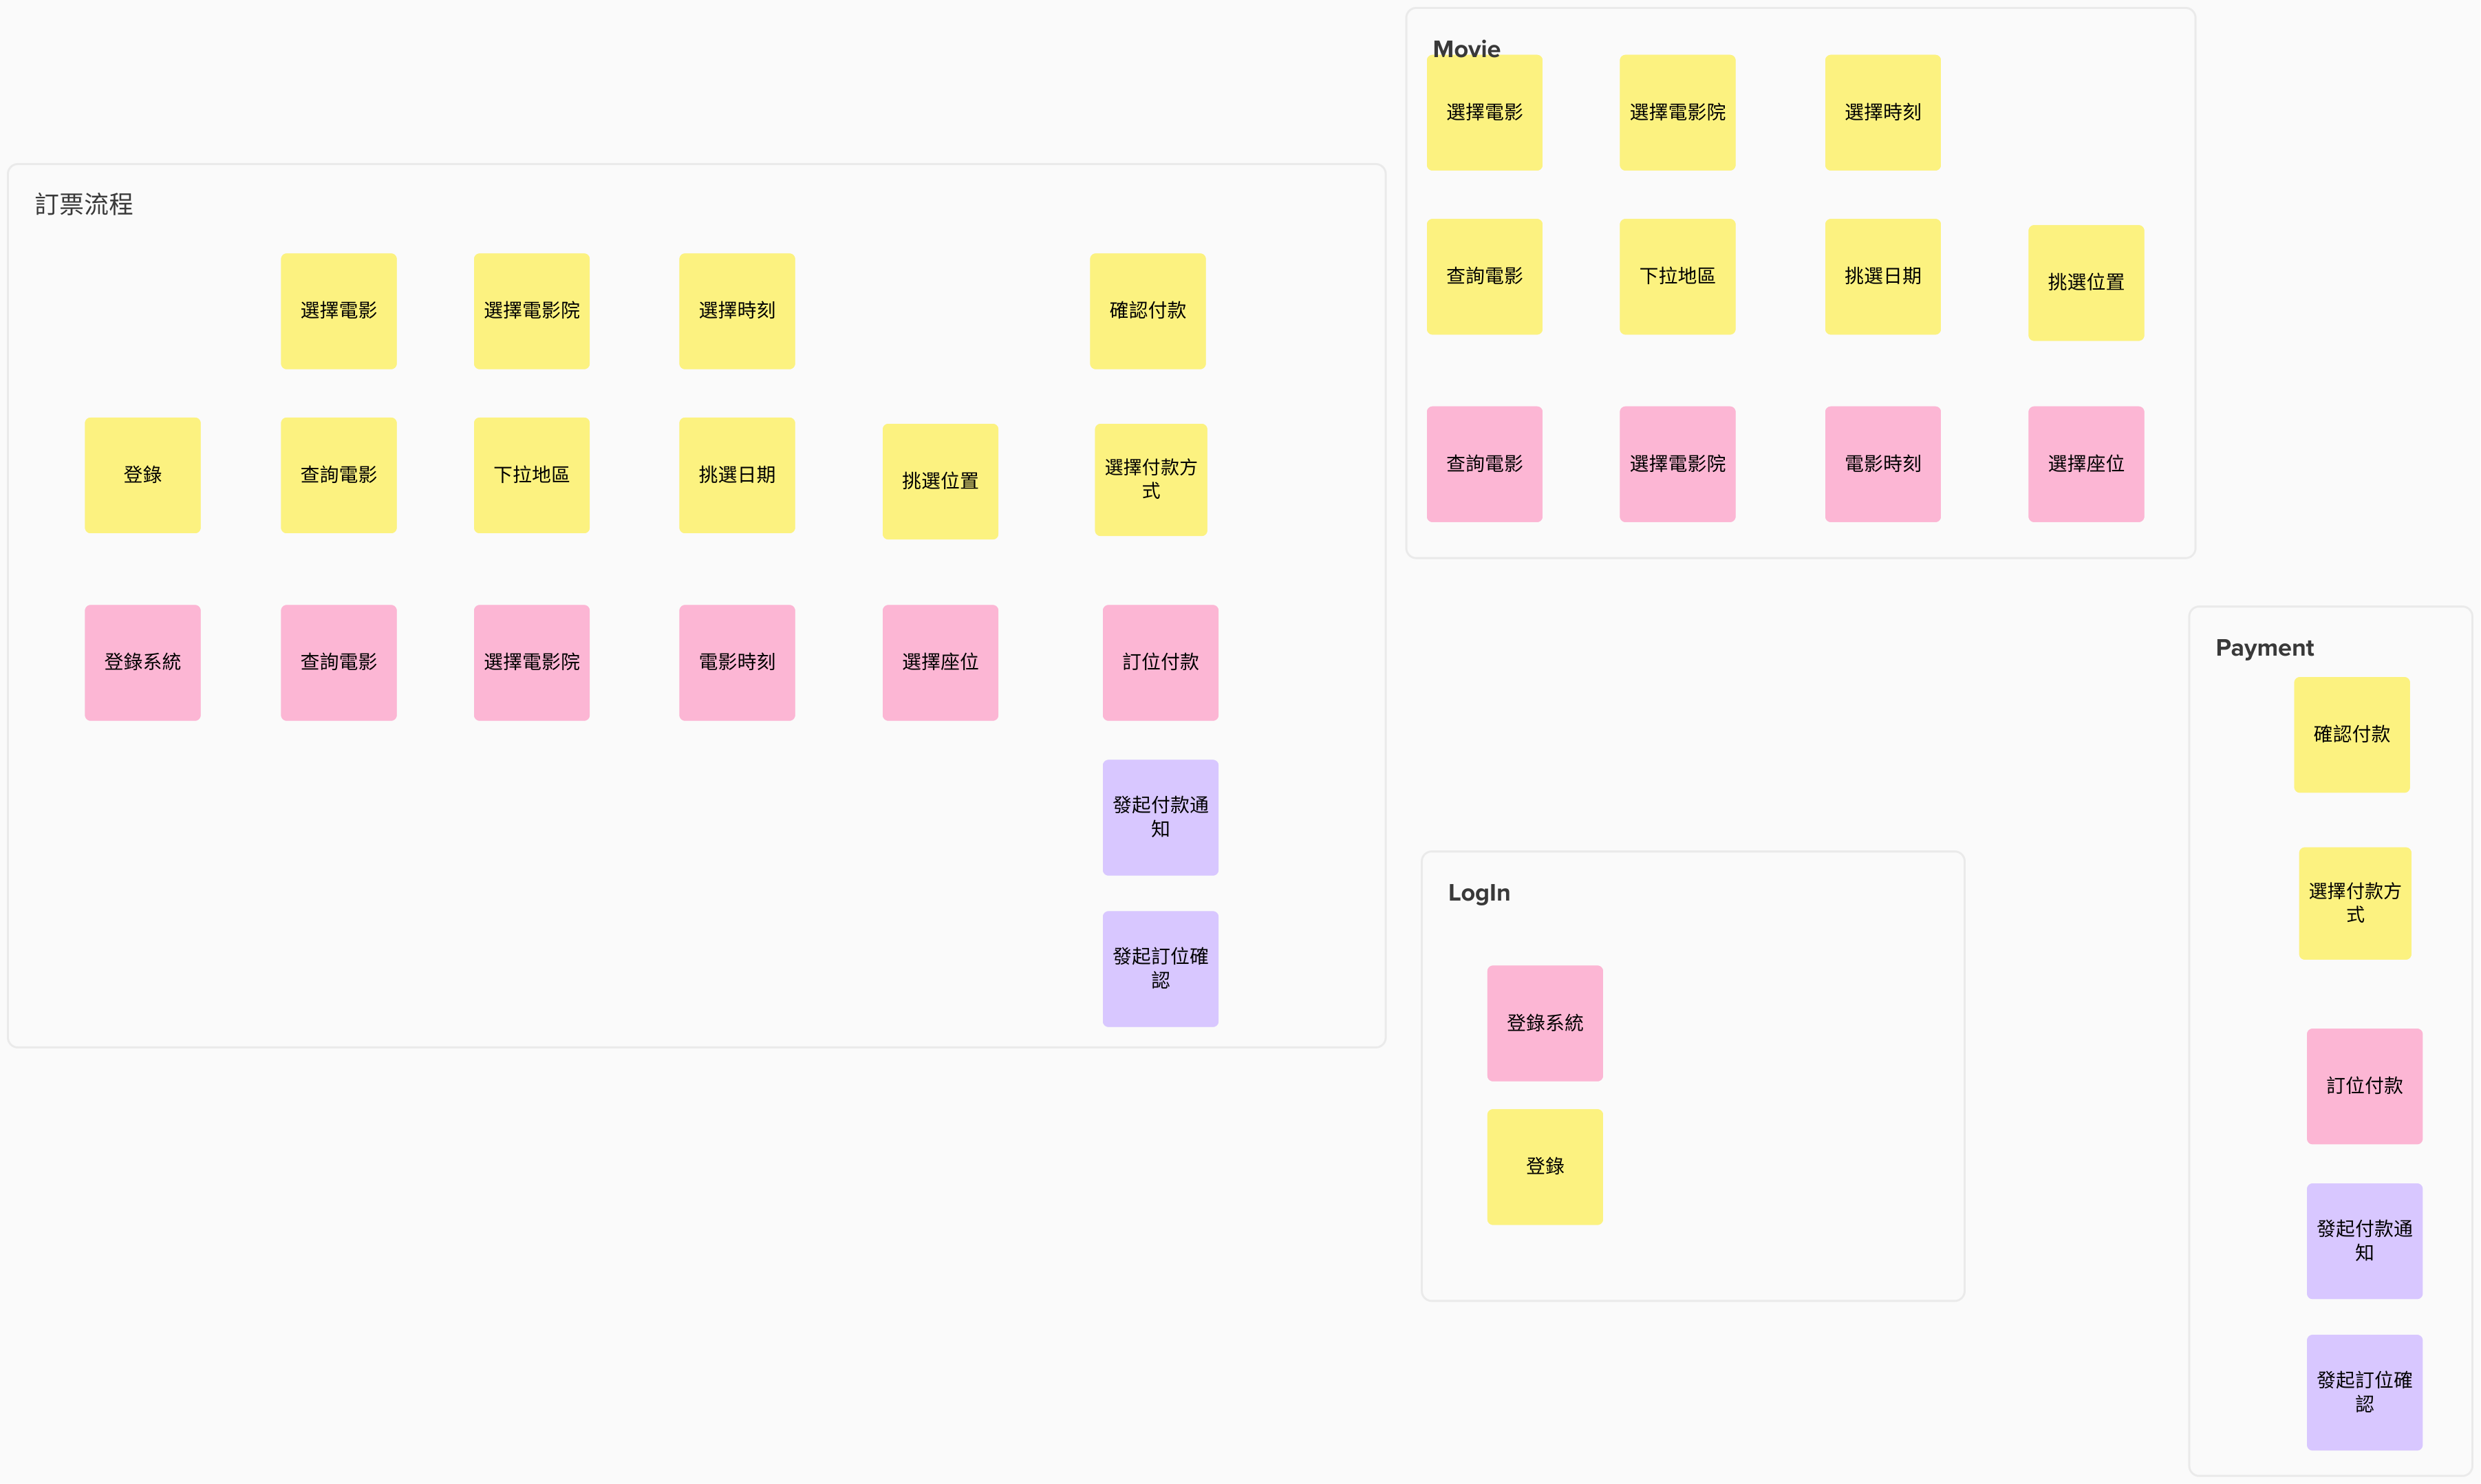 訂票流程
選擇電影
選擇電影院
選擇時刻
確認付款
登錄
查詢電影
下拉地區
挑選日期
挑選位置
選擇付款方
式
登錄系統
查詢電影
選擇電影院
電影時刻
選擇座位
訂位付款
發起付款通
知
發起訂位確
認
Movie
選擇電影
選擇電影院
選擇時刻
查詢電影
下拉地區
挑選日期
挑選位置
查詢電影
選擇電影院
電影時刻
選擇座位
LogIn
登錄系統
登錄
Payment
確認付款
選擇付款方
式
訂位付款
發起付款通
知
發起訂位確
認